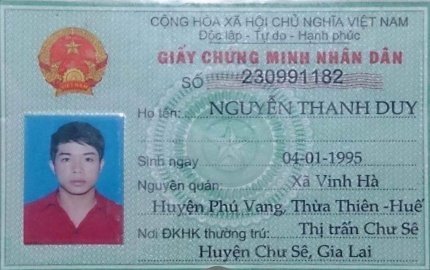 CỘNG HÒA XÃ HỘI CHỦ NGHĨA VIỆT NAM
Độc lập - Tự do - Hạnh phúc
GIẤY CHỨNG MINH NHÂN DÂN
SỐ 230991182
Họ tên: NGUYỄN THANH DUY
Sinh ngày 04-01-1995
Nguyên quán: Xã Vinh Hà
Huyện Phú Vang, Thừa Thiên -Huế
Nơi ĐKHK thường trú: Thị trấn Chư Sê
Huyện Chư Sê, Gia Lai